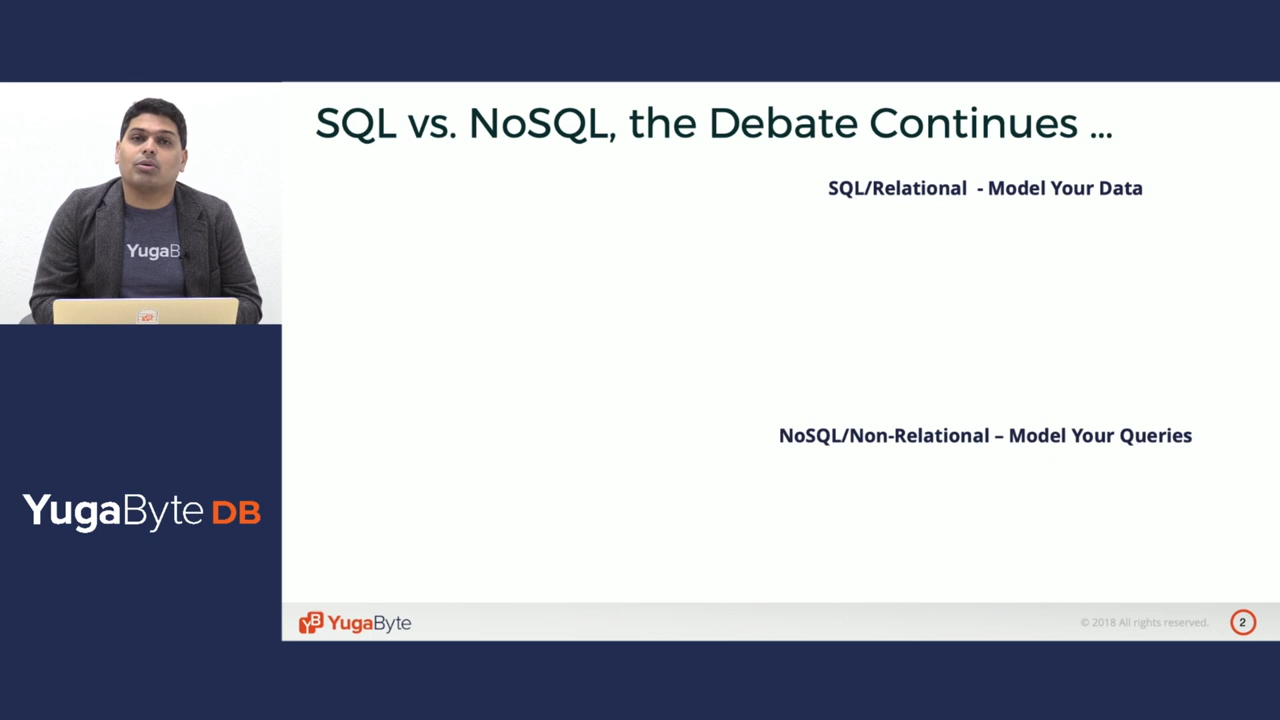 SQL vs. NoSQL, the Debate Continues ...
SQL/Relational - Model Your Data
YugaB
NoSQL/Non-Relational – Model Your Queries
YugaByte DB
YugaByte
© 2018 All rights reserved.
2